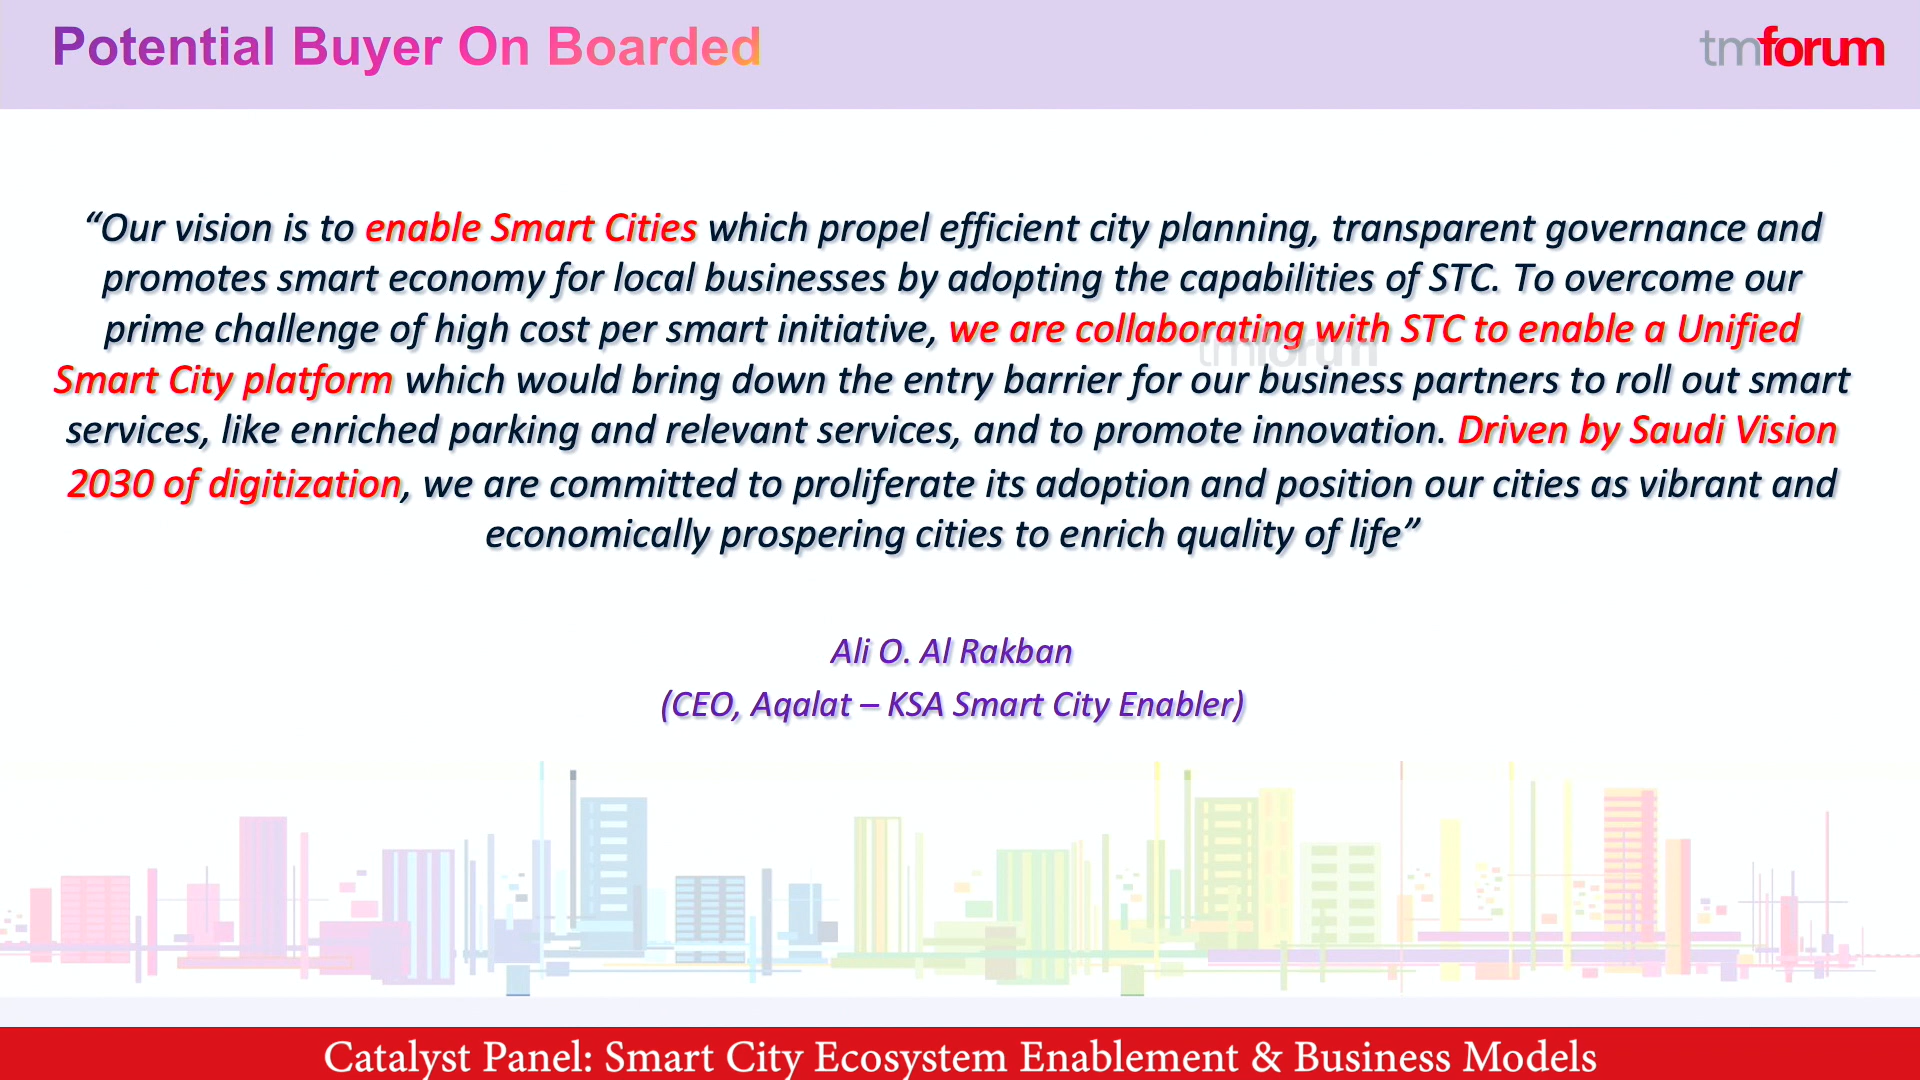 Potential Buyer On Boarded
tmforum
“Our vision is to enable Smart Cities which propel efficient city planning, transparent governance and
promotes smart economy for local businesses by adopting the capabilities of STC. To overcome our
prime challenge of high cost per smart initiative, we are collaborating with STC to enable a Unified
tmforum
Smart City platform which would bring down the entry barrier for our business partners to roll out smart
services, like enriched parking and relevant services, and to promote innovation. Driven by Saudi Vision
2030 of digitization, we are committed to proliferate its adoption and position our cities as vibrant and
economically prospering cities to enrich quality of life”
Ali O. Al Rakban
(CEO, Aqalat – KSA Smart City Enabler)
Catalyst Panel: Smart City Ecosystem Enablement & Business Models